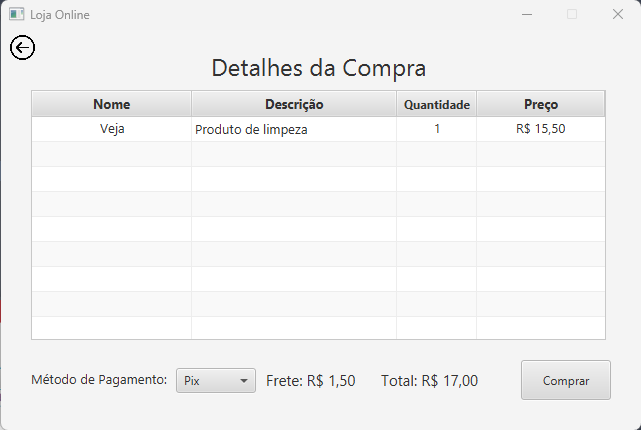 Loja Online
Detalhes da Compra
Nome Descrição Quantidade Preço
Veja Produto de limpeza 1 R$ 15,50
Método de Pagamento: Pix Frete: R$ 1,50 Total: R$ 17,00 Comprar